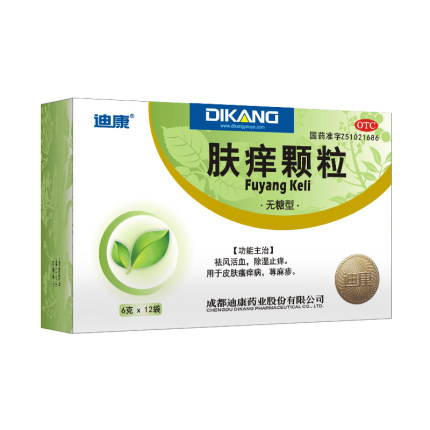 迪康®
DIKANG
www.dikangyaoye.com
OTC
国药准字Z51021686
肤痒颗粒
Fuyang Keli
·无糖型·
【功能主治】
祛风活血，除湿止痒。
用于皮肤瘙痒病，荨麻疹。
迪康
6克 x 12袋
成都迪康药业股份有限公司
CHENGDU DIKANG PHARMACEUTICAL CO., LTD.